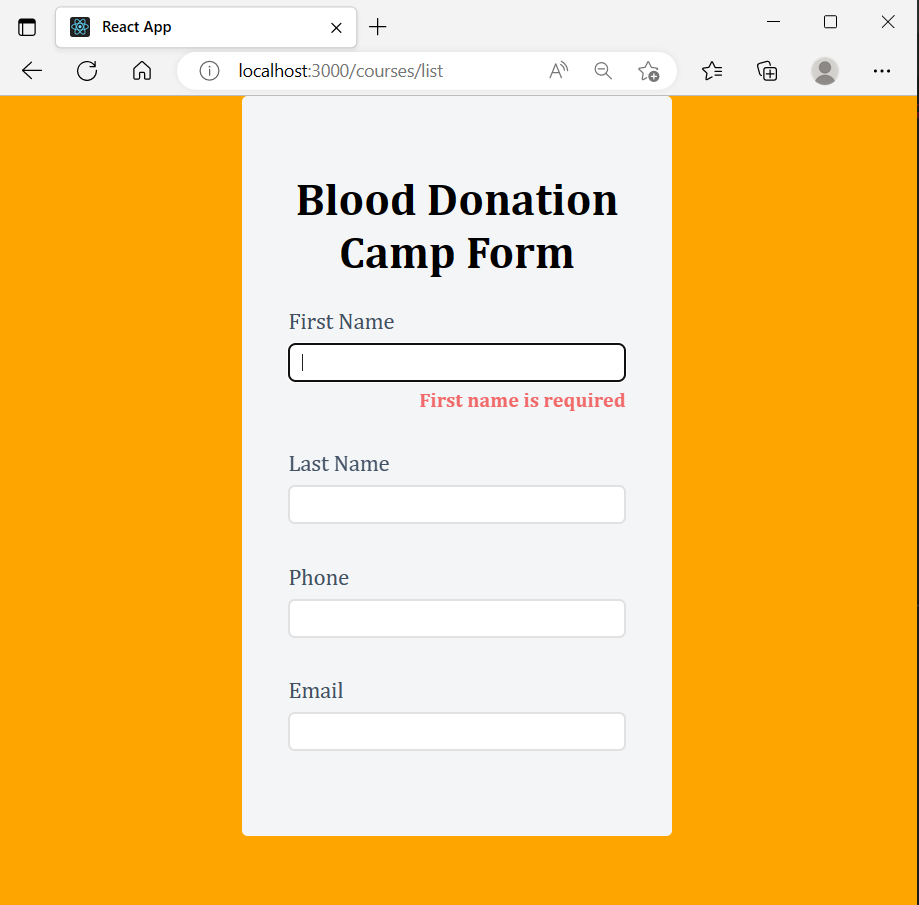 React App
localhost:3000/courses/list
Blood Donation
Camp Form
First Name
First name is required
Last Name
Phone
Email